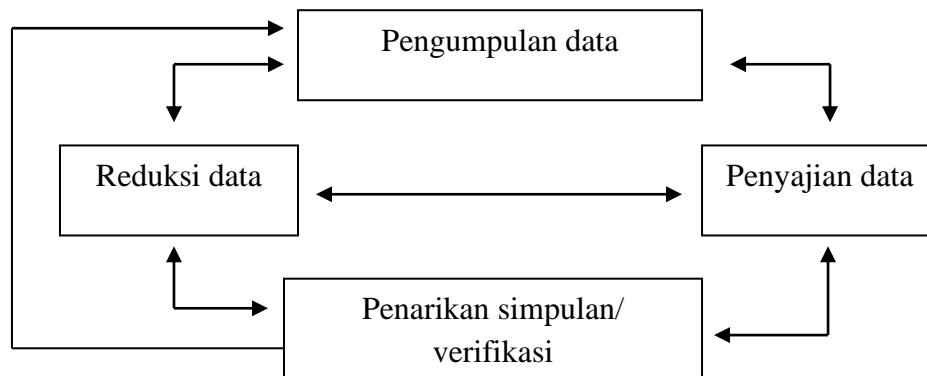 Pengumpulan data
Reduksi data
Penyajian data
Penarikan simpulan/
verifikasi